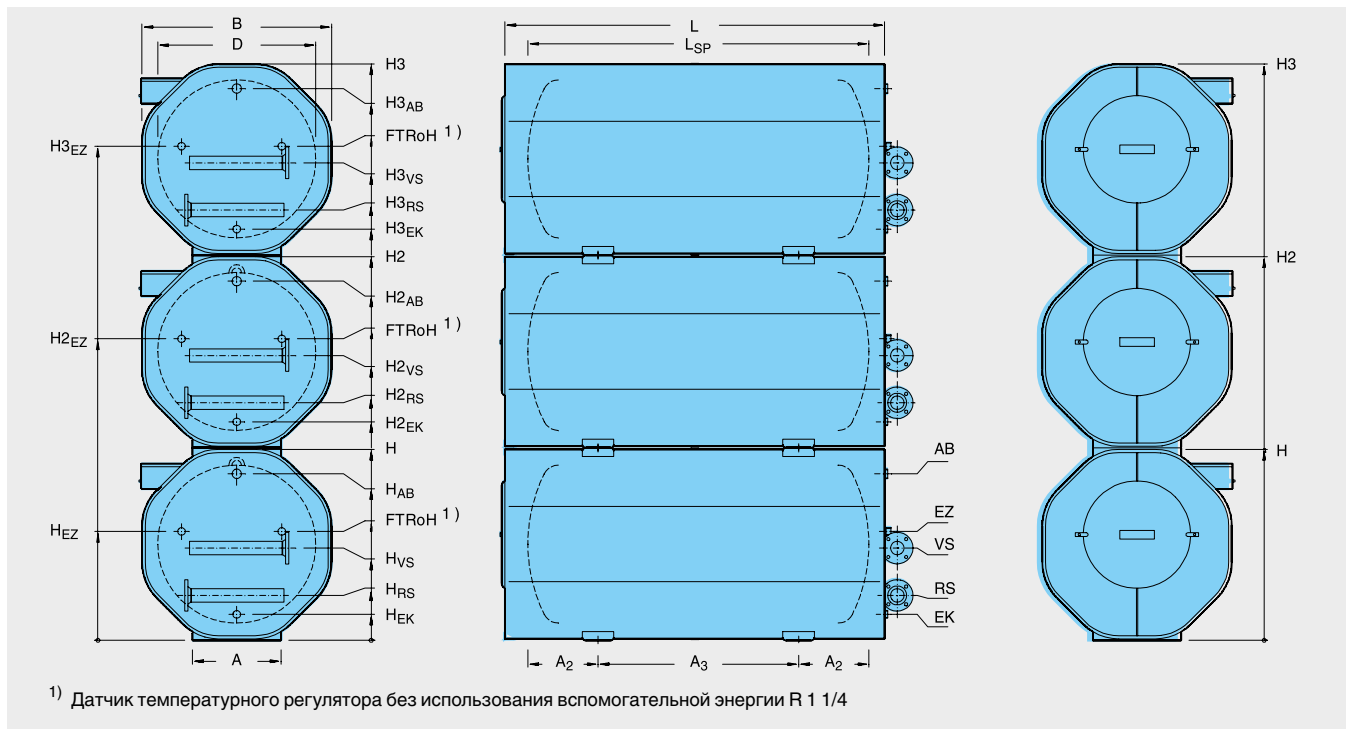 B
D
H3
H3AB
FTRoH 1)
H3EZ
H3VS
H3RS
H3EK
H2
H2AB
FTRoH 1)
H2EZ
H2VS
H2RS
H2EK
H
HAB
FTRoH 1)
HEZ
HVS
HRS
HEK
A
L
LSP
AB
EZ
VS
RS
EK
A2
A3
A2
H3
H2
H
1) Датчик температурного регулятора без использования вспомогательной энергии R 1 1/4